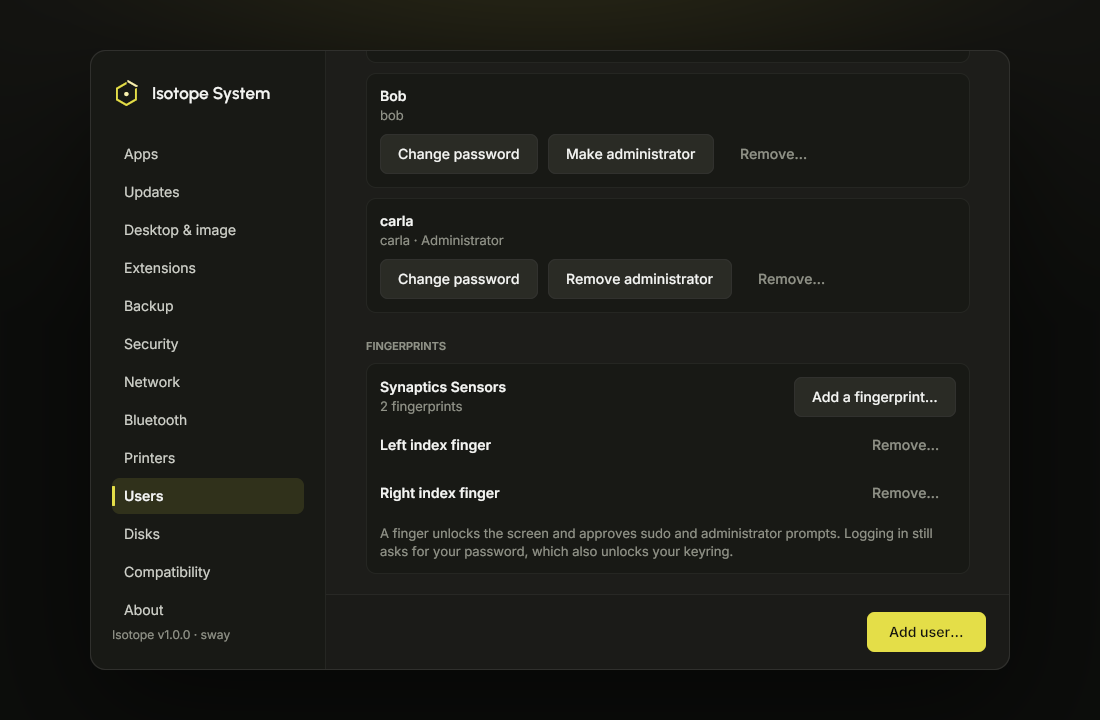 Isotope System
Apps
Updates
Desktop & image
Extensions
Backup
Security
Network
Bluetooth
Printers
Users
Disks
Compatibility
About
Isotope v1.0.0 · sway
Bob
bob
Change password
Make administrator
Remove...
carla
carla · Administrator
Change password
Remove administrator
Remove...
FINGERPRINTS
Synaptics Sensors
2 fingerprints
Add a fingerprint...
Left index finger
Remove...
Right index finger
Remove...
A finger unlocks the screen and approves sudo and administrator prompts. Logging in still
asks for your password, which also unlocks your keyring.
Add user...